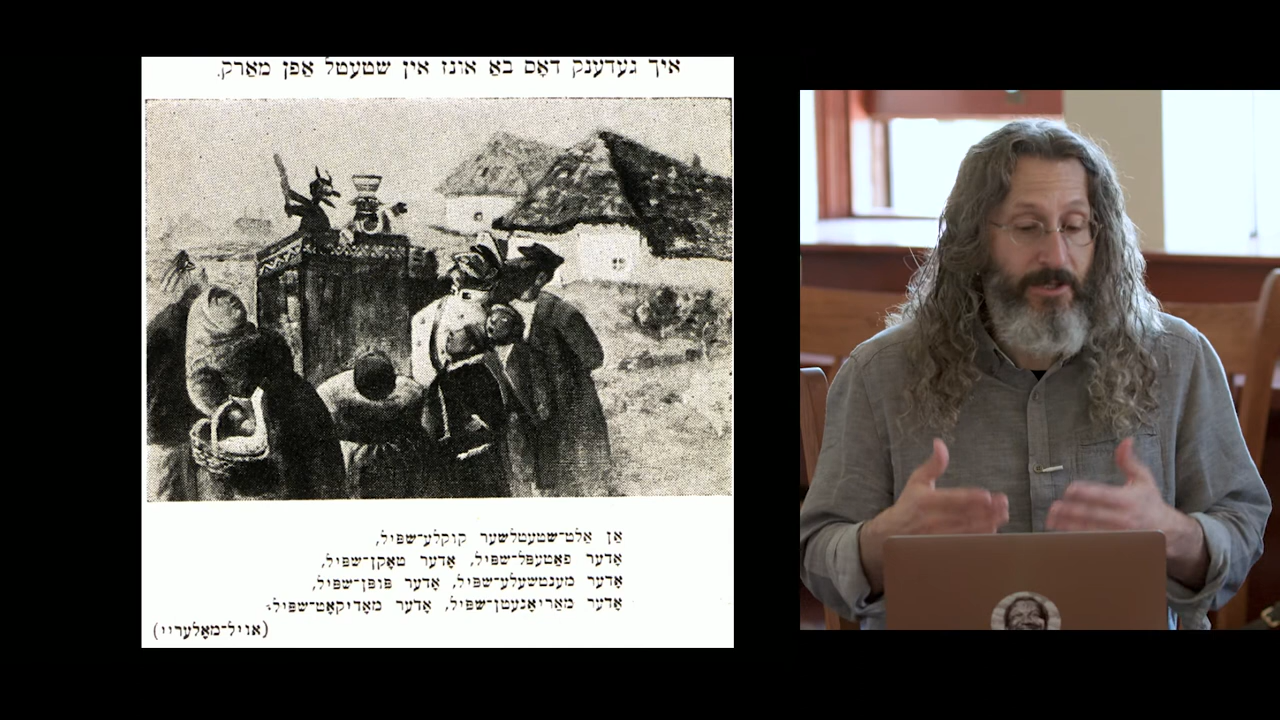 איך געדענק דאָס באַ אונז אין שטעטל אַפן מאַרק.
אַן אַלט־שטעטלשער קוקלע־שפּיל,
אָדער פּאַטעפּל־שפּיל, אָדער טאָקן־שפּיל,
אָדער מענטשעלע־שפּיל, אָדער פּופּן־שפּיל,
אָדער מאַריאָנעטן־שפּיל, אָדער מאָדיקאָט־שפּיל.
(אויל־מאָלעריי)